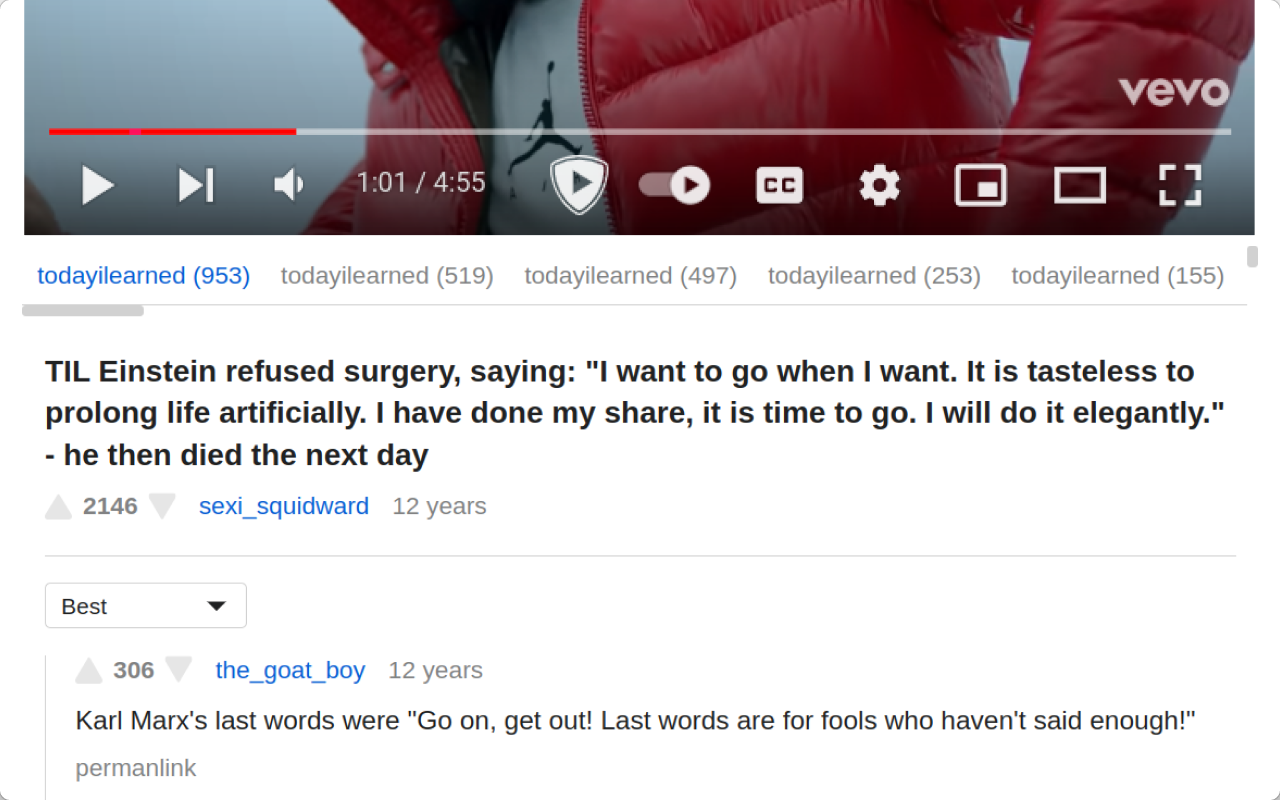 vevo
1:01 / 4:55
CC
todayilearned (953) todayilearned (519) todayilearned (497) todayilearned (253) todayilearned (155)
TIL Einstein refused surgery, saying: "I want to go when I want. It is tasteless to
prolong life artificially. I have done my share, it is time to go. I will do it elegantly."
- he then died the next day
2146 sexi_squidward 12 years
Best
306 the_goat_boy 12 years
Karl Marx's last words were "Go on, get out! Last words are for fools who haven't said enough!"
permanlink